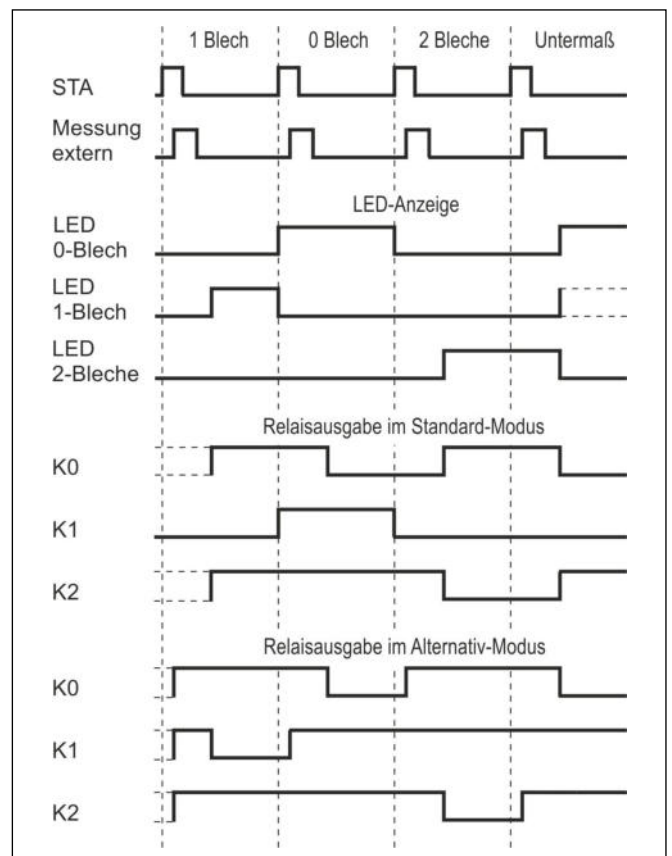 1 Blech 0 Blech 2 Bleche Untermaß
STA
Messung
extern
LED-Anzeige
LED
0-Blech
LED
1-Blech
LED
2-Bleche
Relaisausgabe im Standard-Modus
K0
K1
K2
Relaisausgabe im Alternativ-Modus
K0
K1
K2